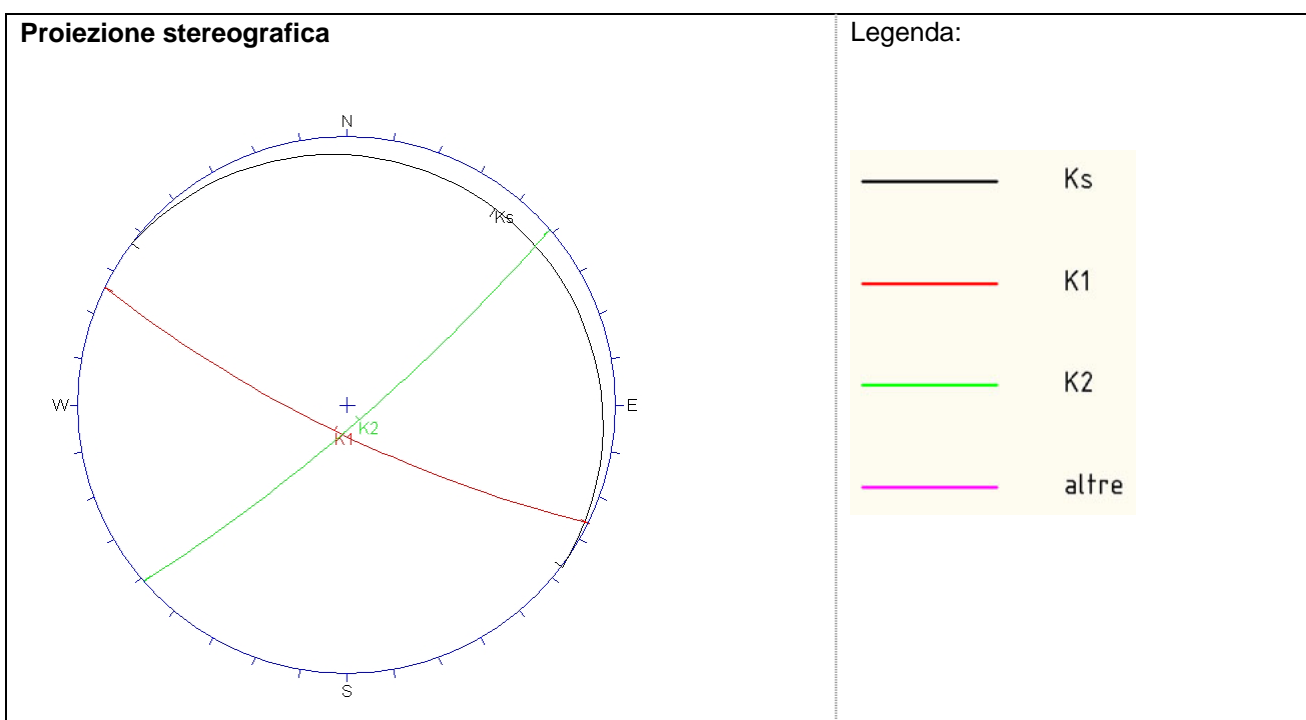 Proiezione stereografica
Legenda:
N
Ks
W
E
K2
K1
S
Ks
K1
K2
altre